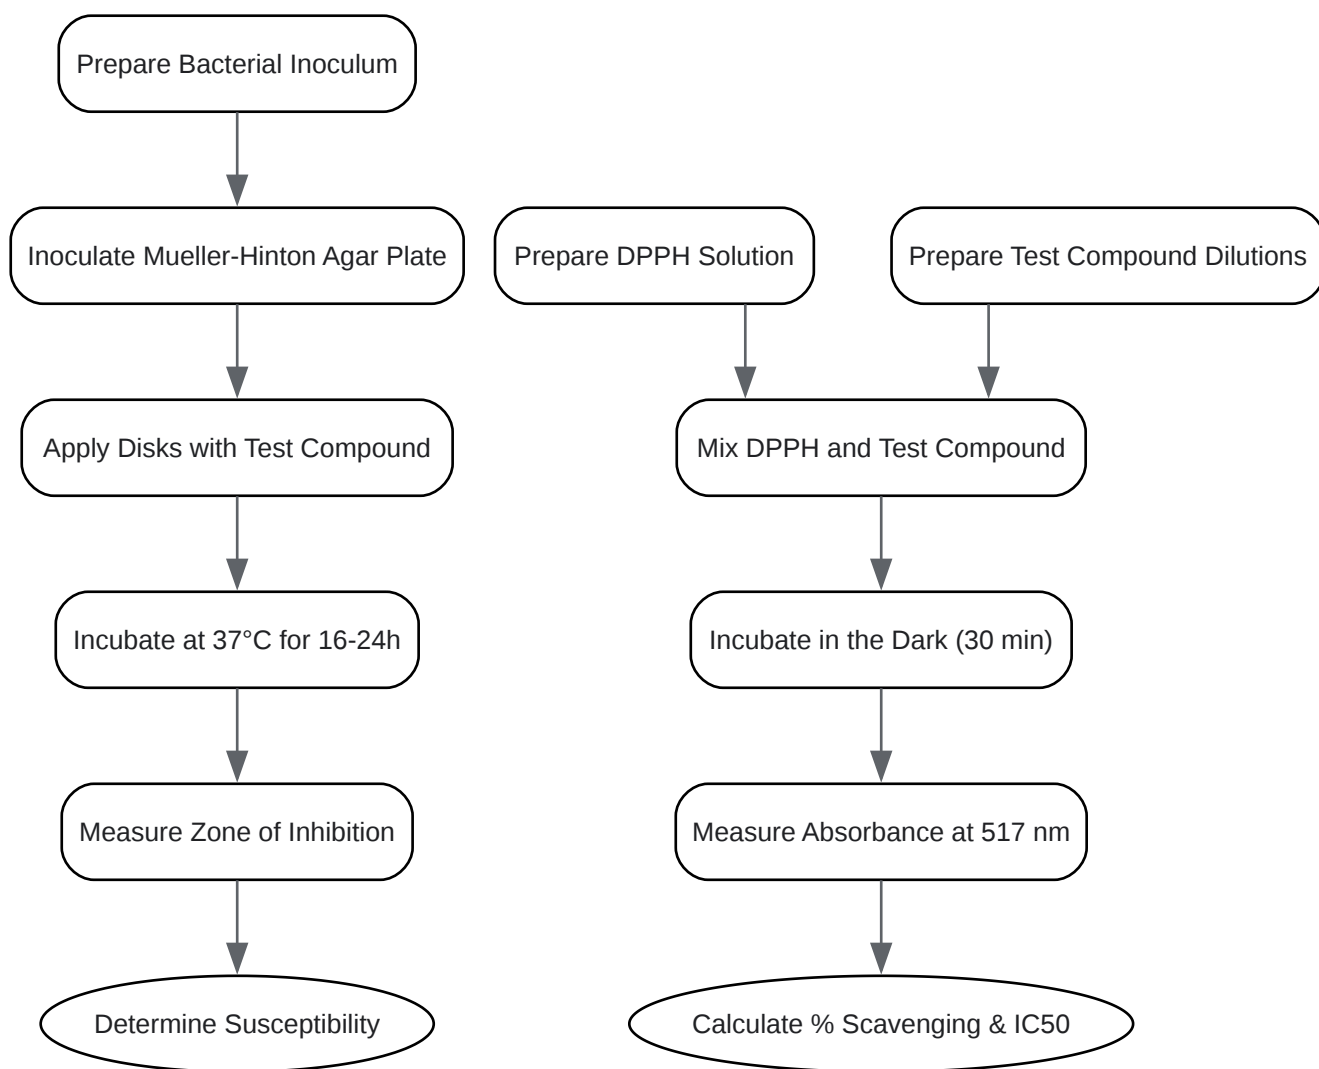 Prepare Bacterial Inoculum
Inoculate Mueller-Hinton Agar Plate
Prepare DPPH Solution
Prepare Test Compound Dilutions
Apply Disks with Test Compound
Mix DPPH and Test Compound
Incubate at 37°C for 16-24h
Incubate in the Dark (30 min)
Measure Zone of Inhibition
Measure Absorbance at 517 nm
Determine Susceptibility
Calculate % Scavenging & IC50